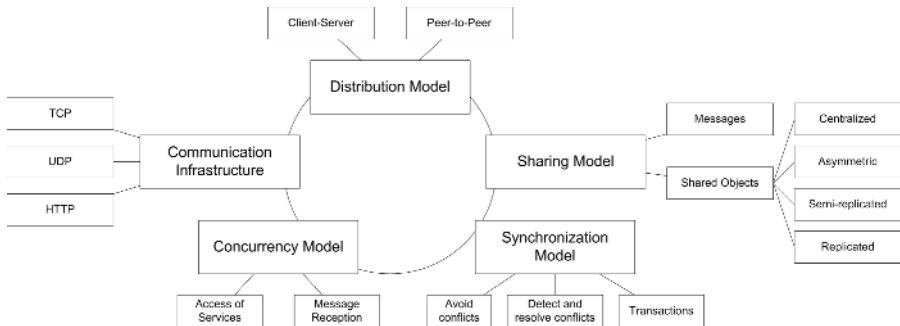 Client-Server
Peer-to-Peer
Distribution Model
TCP
UDP
HTTP
Communication
Infrastructure
Sharing Model
Messages
Shared Objects
Centralized
Asymmetric
Semi-replicated
Replicated
Concurrency Model
Synchronization
Model
Access of
Services
Message
Reception
Avoid
conflicts
Detect and
resolve conflicts
Transactions